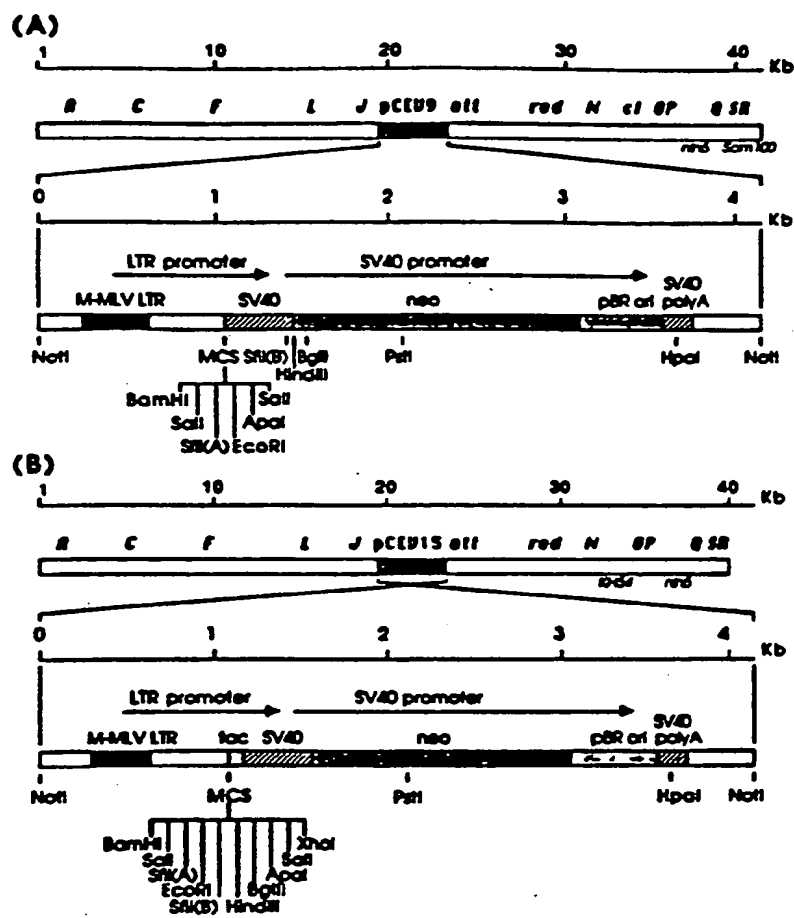 (A)
1 10 20 30 40 Kb
A C F L J pCEV9 att red N cI OP Q SR
nin5 Sam100
0 1 2 3 4 Kb
LTR promoter SV40 promoter
M-MLV LTR SV40 neo pBR ori SV40 polyA
NotI MCS SfiI(B) BglII PstI HpaI NotI
HindIII
BamHI SalI
SalI ApaI
SfiI(A) EcoRI
(B)
1 10 20 30 40 Kb
A C F L J pCEV15 att red N OP Q SR
nin5
0 1 2 3 4 Kb
LTR promoter SV40 promoter
M-MLV LTR tac SV40 neo pBR ori SV40 polyA
NotI MCS PstI HpaI NotI
BamHI XhoI
SalI SalI
SfiI(A) ApaI
EcoRI BglII
SfiI(B) HindIII